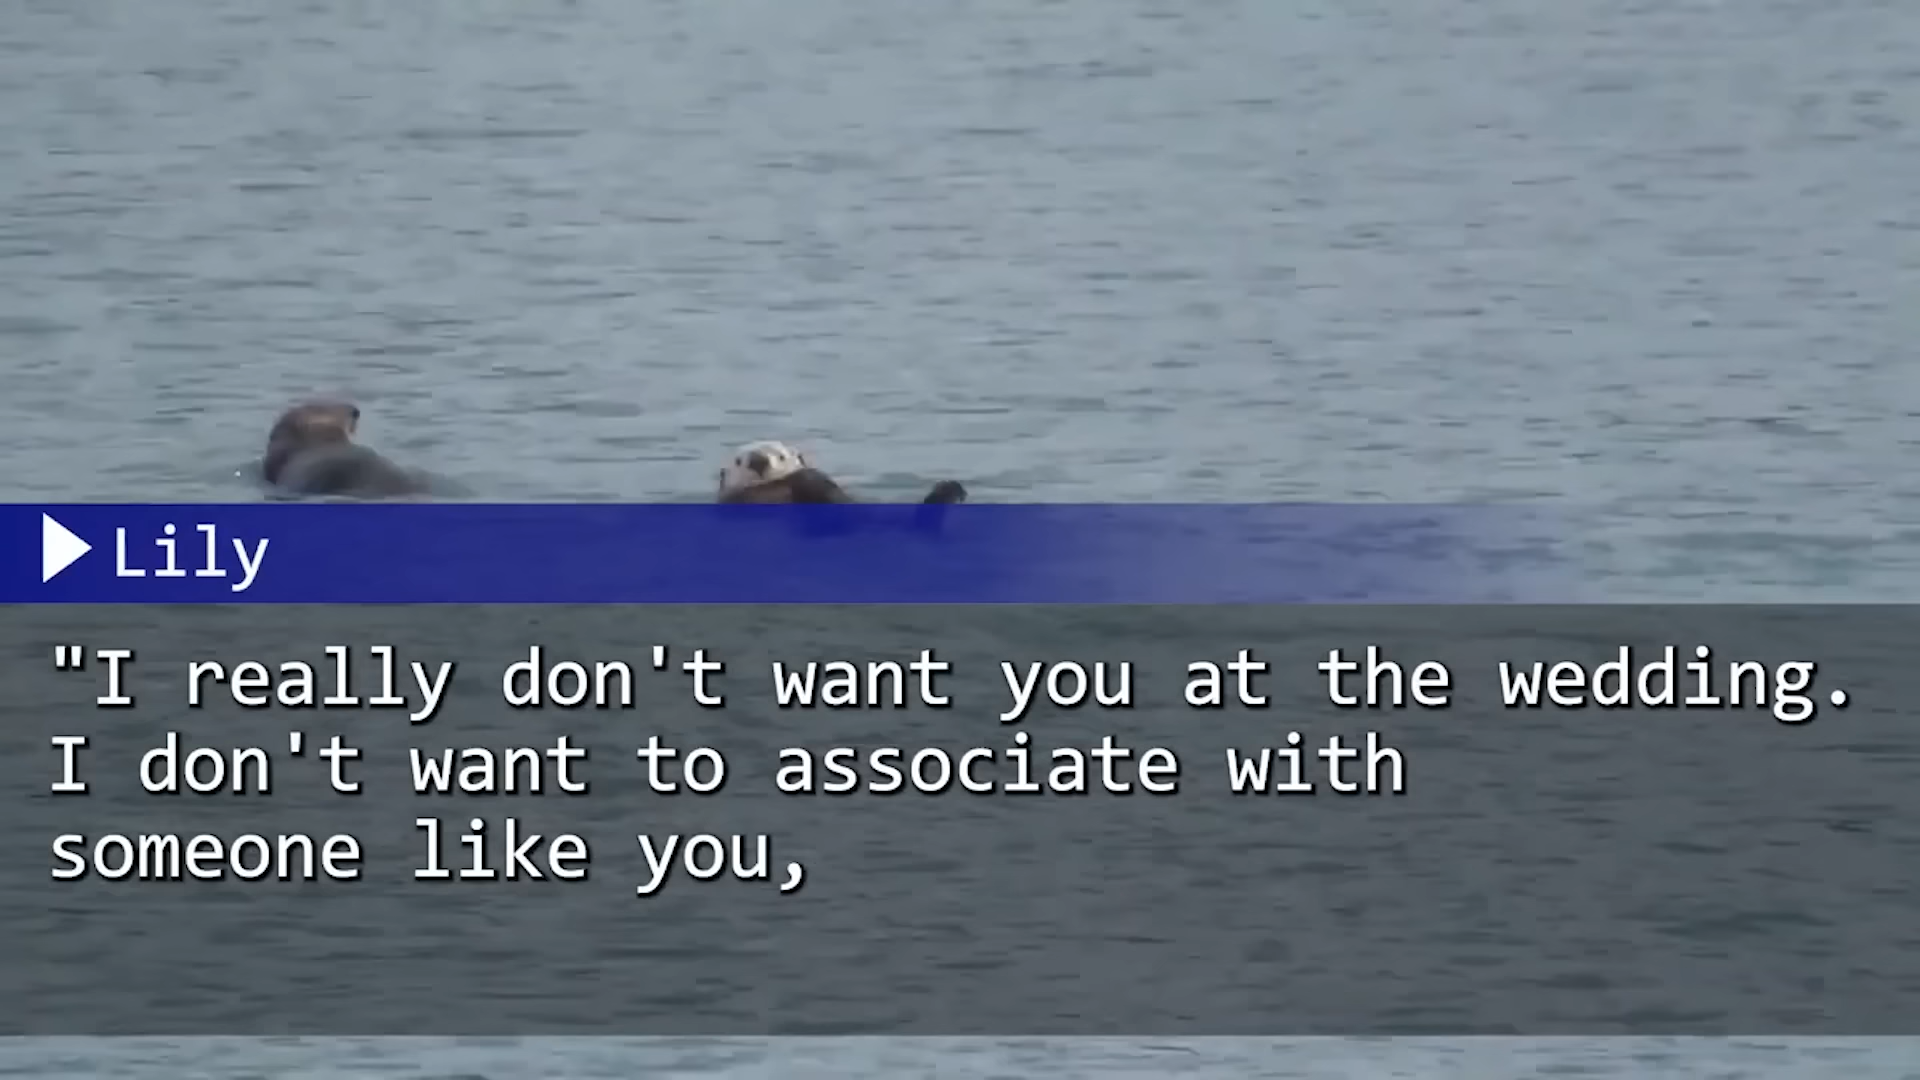 Lily
"I really don't want you at the wedding.
I don't want to associate with
someone like you,